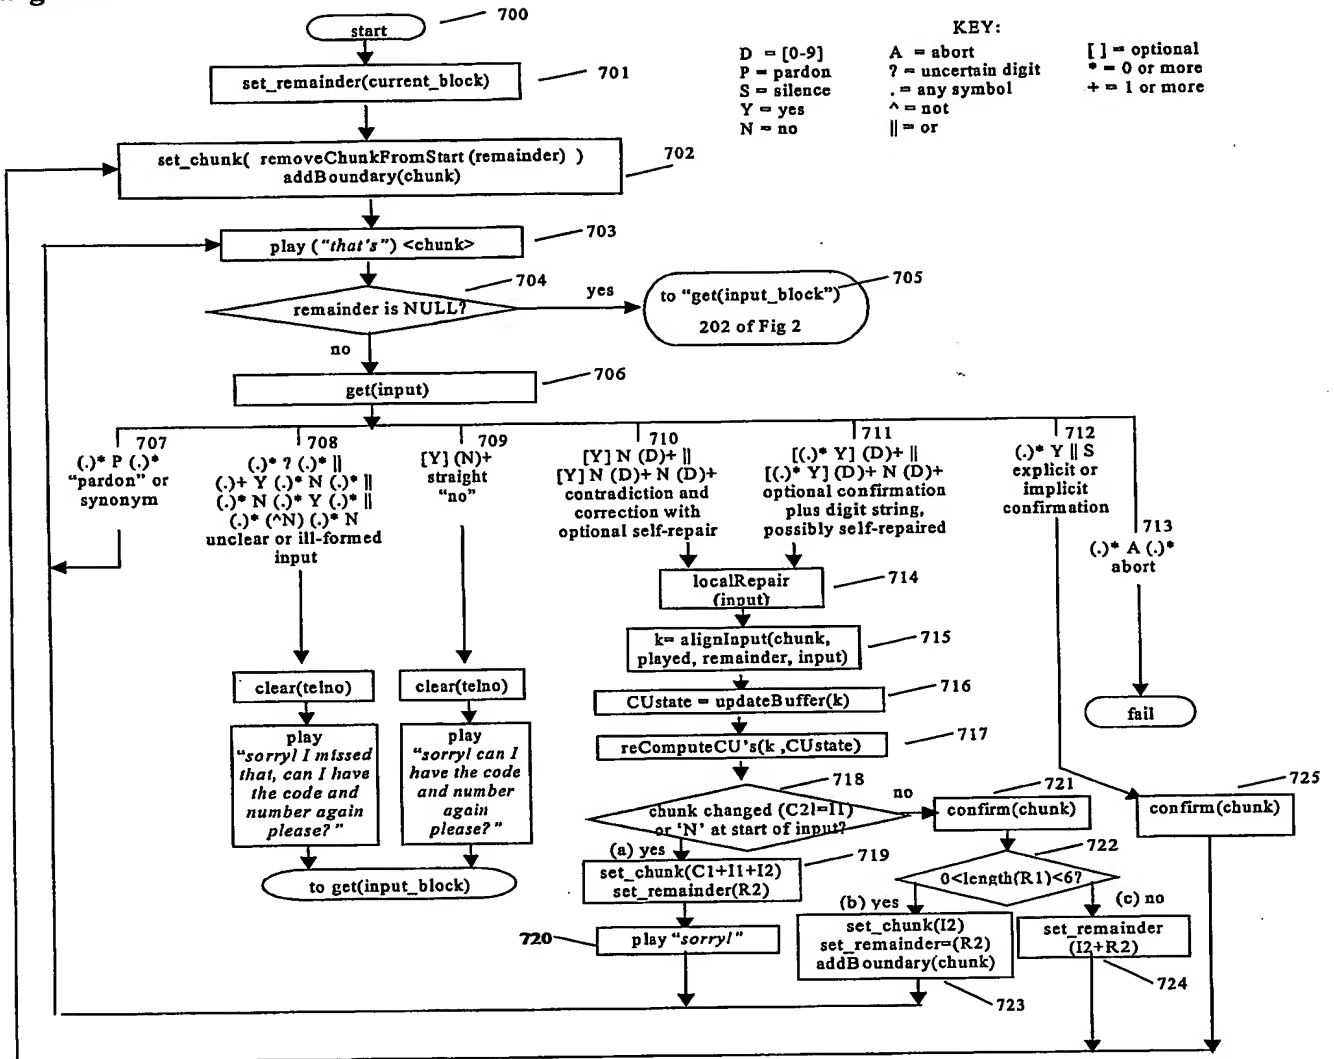 700
start
KEY:
D = [0-9]
P = pardon
S = silence
Y = yes
N = no
A = abort
? = uncertain digit
. = any symbol
^ = not
|| = or
[ ] = optional
* = 0 or more
+ = 1 or more
set_remainder(current_block)
701
set_chunk( removeChunkFromStart (remainder) )
addBoundary(chunk)
702
play ("that's") <chunk>
703
704
remainder is NULL?
yes
no
705
to "get(input_block")
202 of Fig 2
get(input)
706
707
(.)* P (.)*
"pardon" or
synonym
708
(.)* ? (.)* ||
(.)+ Y (.)* N (.)* ||
(.)* N (.)* Y (.)* ||
(.)* (^N) (.)* N
unclear or ill-formed
input
709
[Y] (N)+
straight
"no"
710
[Y] N (D)+ ||
[Y] N (D)+ N (D)+
contradiction and
correction with
optional self-repair
711
[(.)* Y] (D)+ ||
[(.)* Y] (D)+ N (D)+
optional confirmation
plus digit string,
possibly self-repaired
712
(.)* Y || S
explicit or
implicit
confirmation
713
(.)* A (.)*
abort
localRepair
(input)
714
k= alignInput(chunk,
played, remainder, input)
715
clear(telno)
clear(telno)
CUstate = updateBuffer(k)
716
fail
play
"sorry! I missed
that, can I have
the code and
number again
please? "
play
"sorry! can I
have the code
and number
again
please? "
reComputeCU's(k ,CUstate)
717
718
chunk changed (C2!=I1)
or 'N' at start of input?
no
721
confirm(chunk)
725
confirm(chunk)
(a) yes
719
set_chunk(C1+I1+I2)
set_remainder(R2)
722
0<length(R1)<6?
to get(input_block)
(b) yes
(c) no
720
play "sorry!"
set_chunk(I2)
set_remainder=(R2)
addBoundary(chunk)
723
set_remainder
(I2+R2)
724